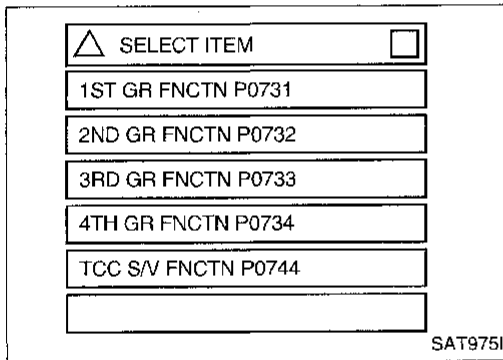 SELECT ITEM
1ST GR FNCTN P0731
2ND GR FNCTN P0732
3RD GR FNCTN P0733
4TH GR FNCTN P0734
TCC S/V FNCTN P0744
SAT975I